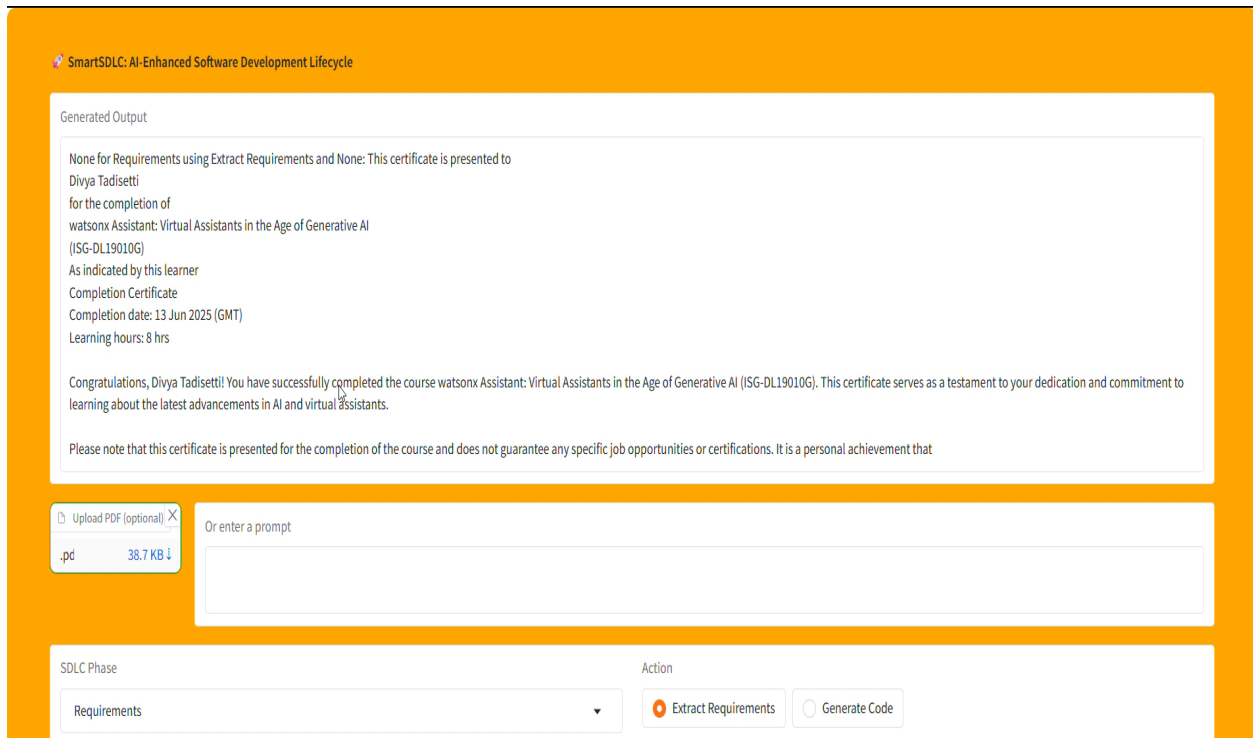 🚀 SmartSDLC: AI-Enhanced Software Development Lifecycle
Generated Output
None for Requirements using Extract Requirements and None: This certificate is presented to
Divya Tadisetti
for the completion of
watsonx Assistant: Virtual Assistants in the Age of Generative AI
(ISG-DL19010G)
As indicated by this learner
Completion Certificate
Completion date: 13 Jun 2025 (GMT)
Learning hours: 8 hrs
Congratulations, Divya Tadisetti! You have successfully completed the course watsonx Assistant: Virtual Assistants in the Age of Generative AI (ISG-DL19010G). This certificate serves as a testament to your dedication and commitment to
learning about the latest advancements in AI and virtual assistants.
Please note that this certificate is presented for the completion of the course and does not guarantee any specific job opportunities or certifications. It is a personal achievement that
Upload PDF (optional)
.pd 38.7 KB ↓
Or enter a prompt
SDLC Phase
Requirements
Action
Extract Requirements
Generate Code